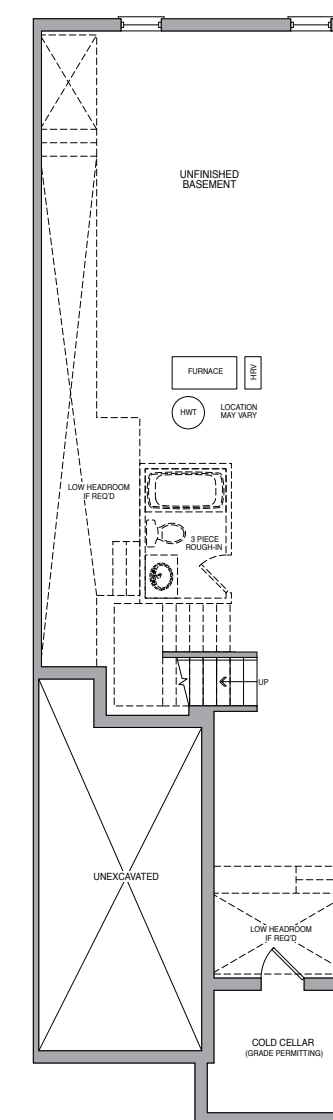 UNFINISHED
BASEMENT
FURNACE
HRV
HWT
LOCATION
MAY VARY
LOW HEADROOM
IF REQ'D
3 PIECE
ROUGH-IN
UP
UNEXCAVATED
LOW HEADROOM
IF REQ'D
COLD CELLAR
(GRADE PERMITTING)